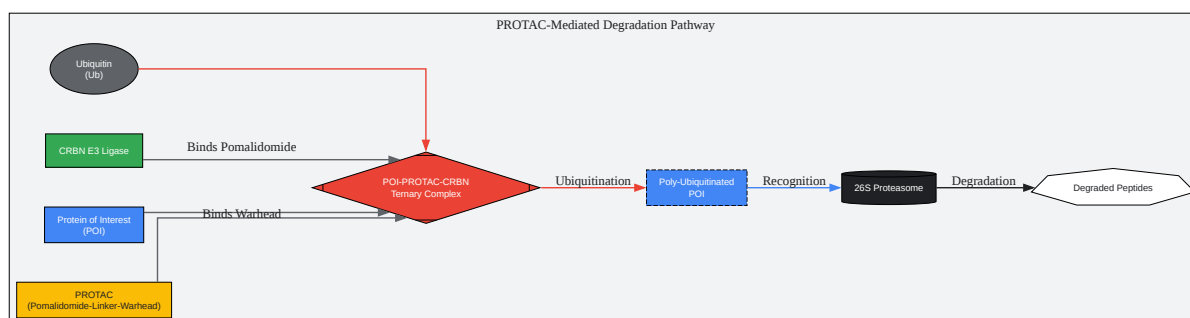 PROTAC-Mediated Degradation Pathway
Ubiquitin
(Ub)
CRBN E3 Ligase
Binds Pomalidomide
POI-PROTAC-CRBN
Ternary Complex
Ubiquitination
Poly-Ubiquitinated
POI
Recognition
26S Proteasome
Degradation
Degraded Peptides
Protein of Interest
(POI)
Binds Warhead
PROTAC
(Pomalidomide-Linker-Warhead)